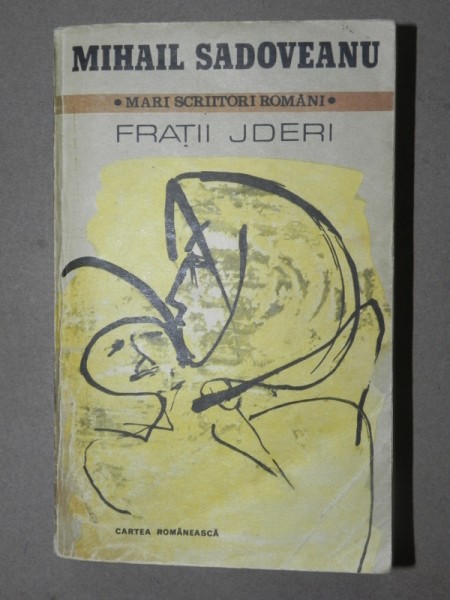 MIHAIL SADOVEANU
• MARI SCRIITORI ROMÂNI •
FRAȚII JDERI
CARTEA ROMÂNEASCĂ